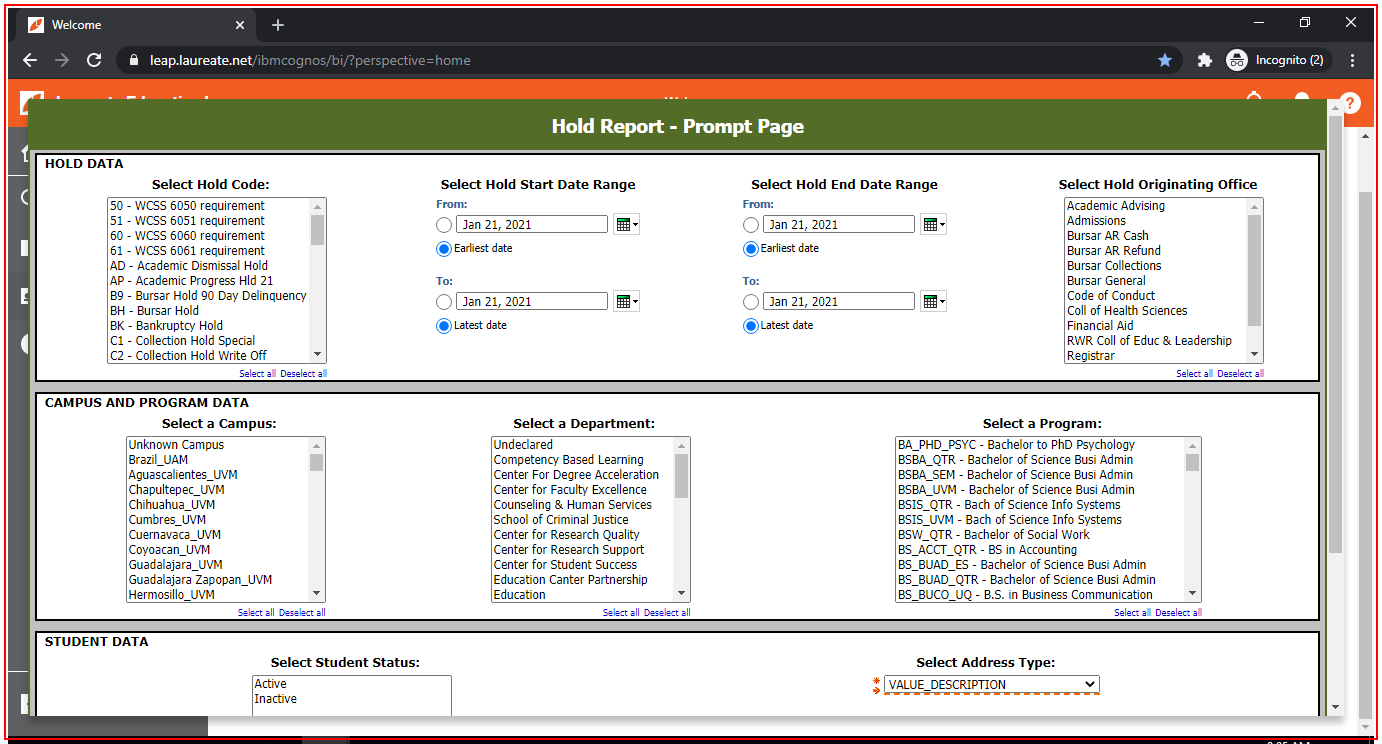 Welcome
leap.laureate.net/ibmcognos/bi/?perspective=home
Incognito (2)
?
Hold Report - Prompt Page
HOLD DATA
Select Hold Code:
50 - WCSS 6050 requirement
51 - WCSS 6051 requirement
60 - WCSS 6060 requirement
61 - WCSS 6061 requirement
AD - Academic Dismissal Hold
AP - Academic Progress Hld 21
B9 - Bursar Hold 90 Day Delinquency
BH - Bursar Hold
BK - Bankruptcy Hold
C1 - Collection Hold Special
C2 - Collection Hold Write Off
Select all Deselect all
Select Hold Start Date Range
From:
Jan 21, 2021
Earliest date
To:
Jan 21, 2021
Latest date
Select Hold End Date Range
From:
Jan 21, 2021
Earliest date
To:
Jan 21, 2021
Latest date
Select Hold Originating Office
Academic Advising
Admissions
Bursar AR Cash
Bursar AR Refund
Bursar Collections
Bursar General
Code of Conduct
Coll of Health Sciences
Financial Aid
RWR Coll of Educ & Leadership
Registrar
Select all Deselect all
CAMPUS AND PROGRAM DATA
Select a Campus:
Unknown Campus
Brazil_UAM
Aguascalientes_UVM
Chapultepec_UVM
Chihuahua_UVM
Cumbres_UVM
Cuernavaca_UVM
Coyoacan_UVM
Guadalajara_UVM
Guadalajara Zapopan_UVM
Hermosillo_UVM
Select all Deselect all
Select a Department:
Undeclared
Competency Based Learning
Center For Degree Acceleration
Center for Faculty Excellence
Counseling & Human Services
School of Criminal Justice
Center for Research Quality
Center for Research Support
Center for Student Success
Education Canter Partnership
Education
Select all Deselect all
Select a Program:
BA_PHD_PSYC - Bachelor to PhD Psychology
BSBA_QTR - Bachelor of Science Busi Admin
BSBA_SEM - Bachelor of Science Busi Admin
BSBA_UVM - Bachelor of Science Busi Admin
BSIS_QTR - Bach of Science Info Systems
BSIS_UVM - Bach of Science Info Systems
BSW_QTR - Bachelor of Social Work
BS_ACCT_QTR - BS in Accounting
BS_BUAD_ES - Bachelor of Science Busi Admin
BS_BUAD_QTR - Bachelor of Science Busi Admin
BS_BUCO_UQ - B.S. in Business Communication
Select all Deselect all
STUDENT DATA
Select Student Status:
Active
Inactive
Select Address Type:
VALUE_DESCRIPTION